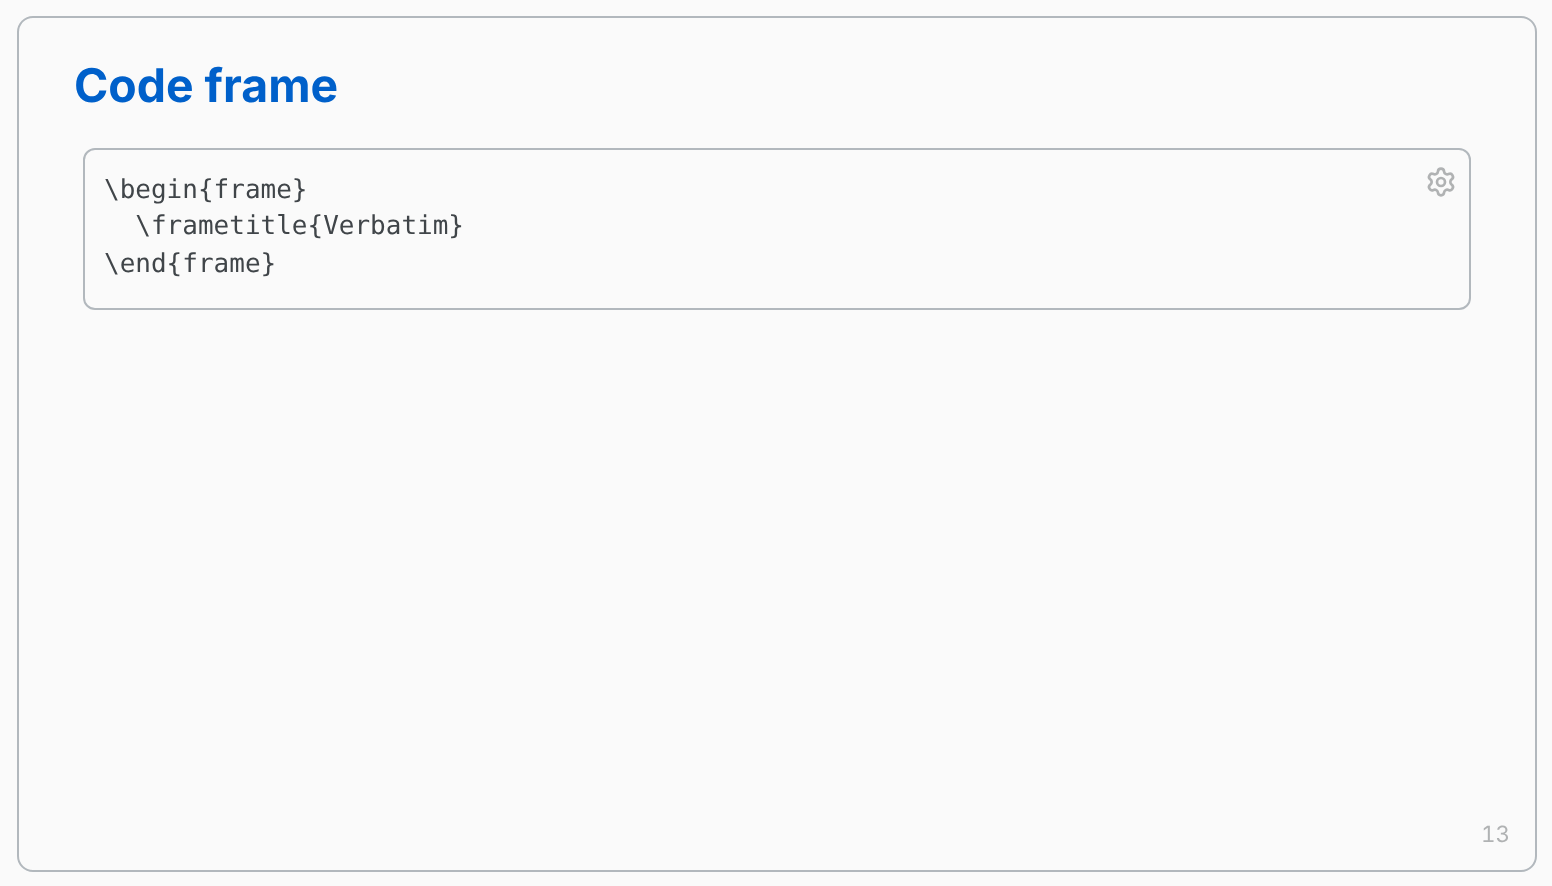 Code frame
\begin{frame}
  \frametitle{Verbatim}
\end{frame}
13